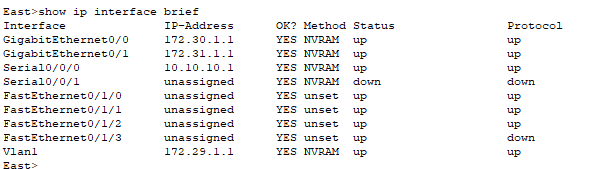 East>show ip interface brief
Interface IP-Address OK? Method Status Protocol
GigabitEthernet0/0 172.30.1.1 YES NVRAM up up
GigabitEthernet0/1 172.31.1.1 YES NVRAM up up
Serial0/0/0 10.10.10.1 YES NVRAM up up
Serial0/0/1 unassigned YES NVRAM down down
FastEthernet0/1/0 unassigned YES unset up up
FastEthernet0/1/1 unassigned YES unset up up
FastEthernet0/1/2 unassigned YES unset up up
FastEthernet0/1/3 unassigned YES unset up down
Vlan1 172.29.1.1 YES NVRAM up up
East>